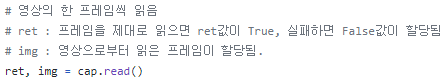 # 영상의 한 프레임씩 읽음
# ret : 프레임을 제대로 읽으면 ret값이 True, 실패하면 False값이 할당됨
# img : 영상으로부터 읽은 프레임이 할당됨.
ret, img = cap.read()